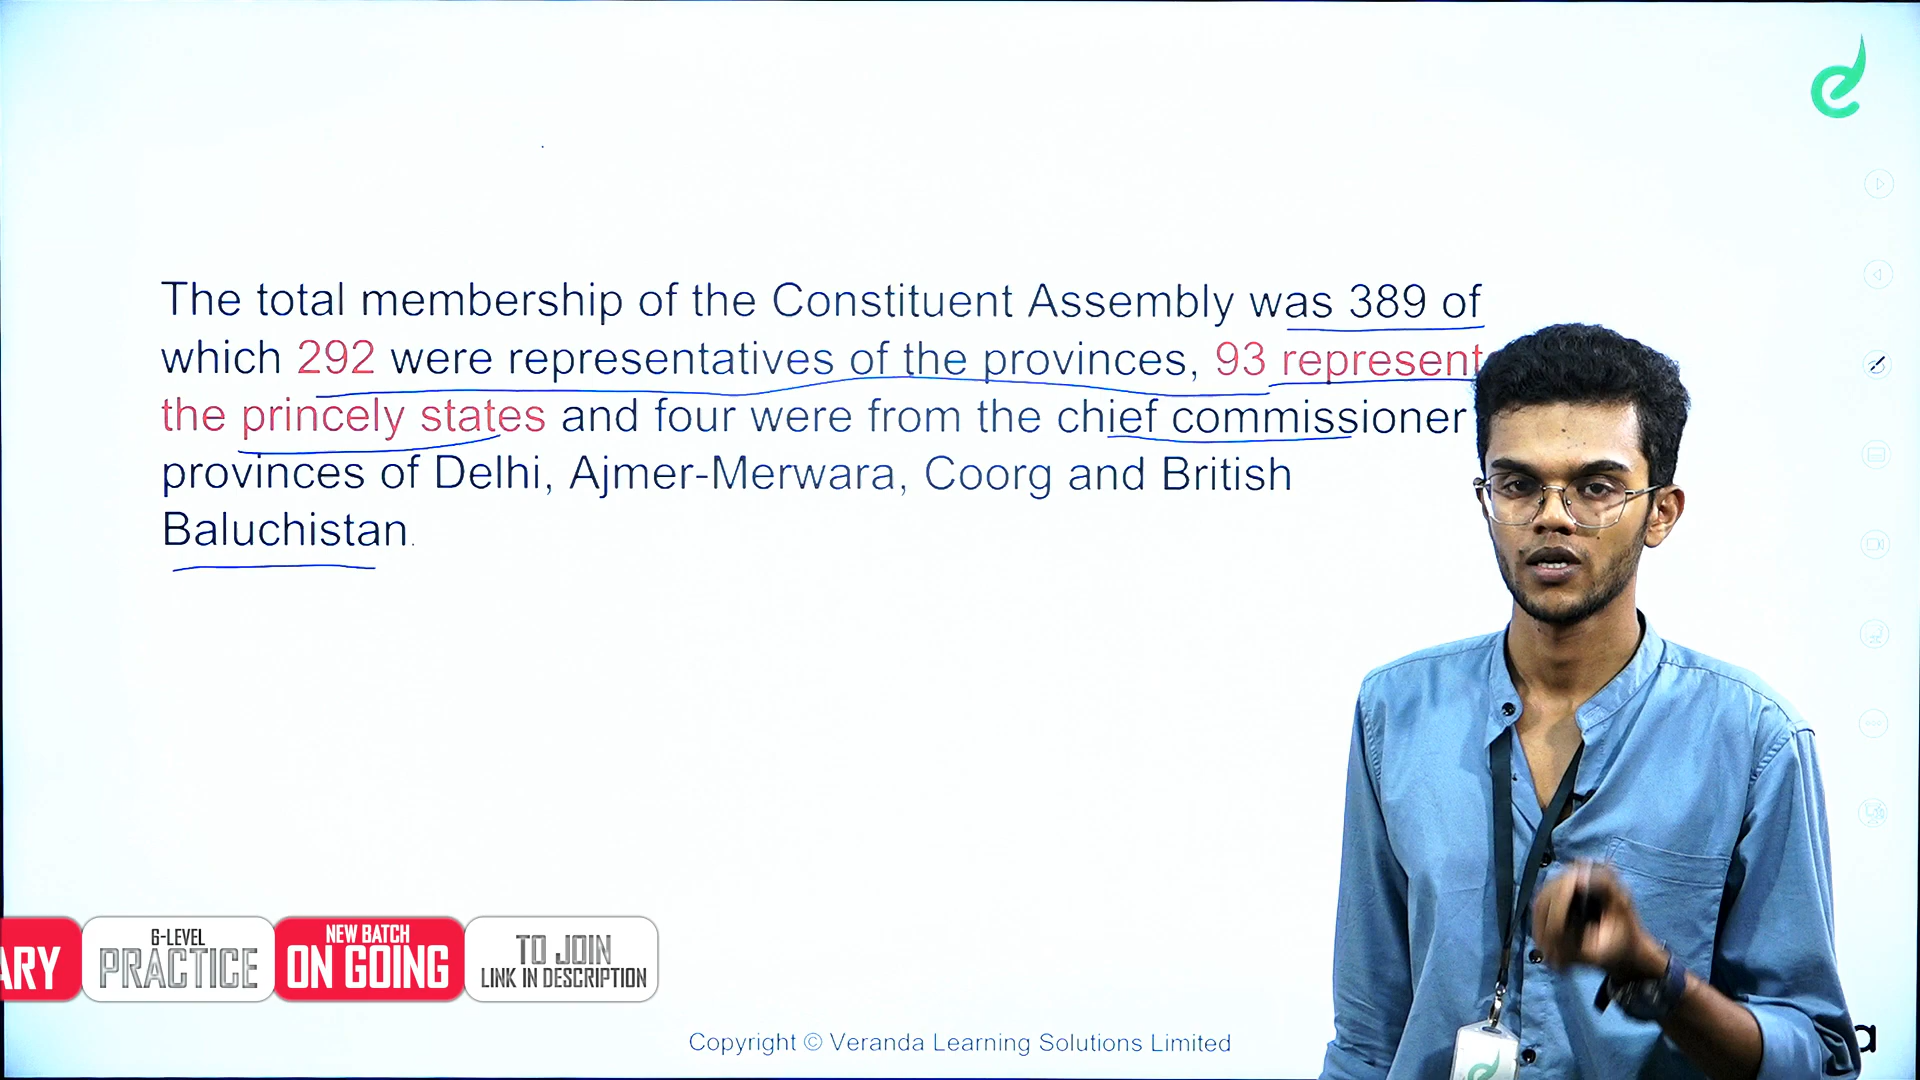 The total membership of the Constituent Assembly was 389 of
which 292 were representatives of the provinces, 93 represent
the princely states and four were from the chief commissioner
provinces of Delhi, Ajmer-Merwara, Coorg and British
Baluchistan.
ARY
6-LEVEL
PRACTICE
NEW BATCH
ON GOING
TO JOIN
LINK IN DESCRIPTION
Copyright © Veranda Learning Solutions Limited
a